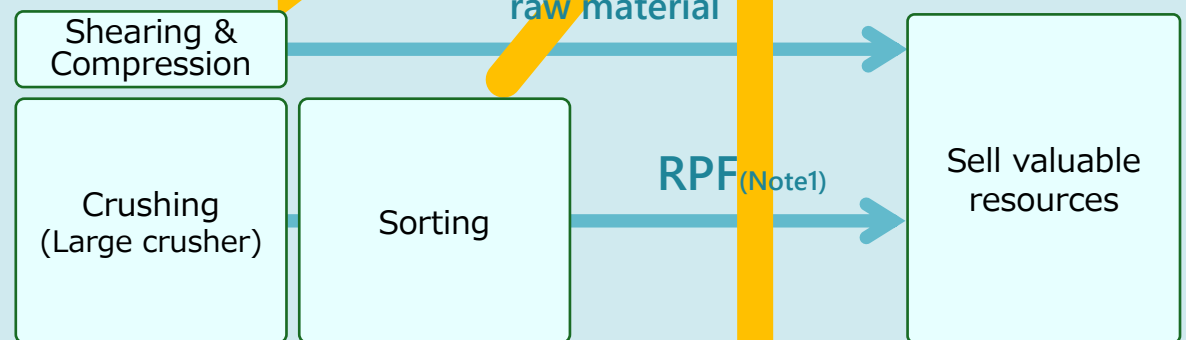 raw material
Shearing &
Compression
Crushing
(Large crusher)
Sorting
RPF(Note1)
Sell valuable
resources